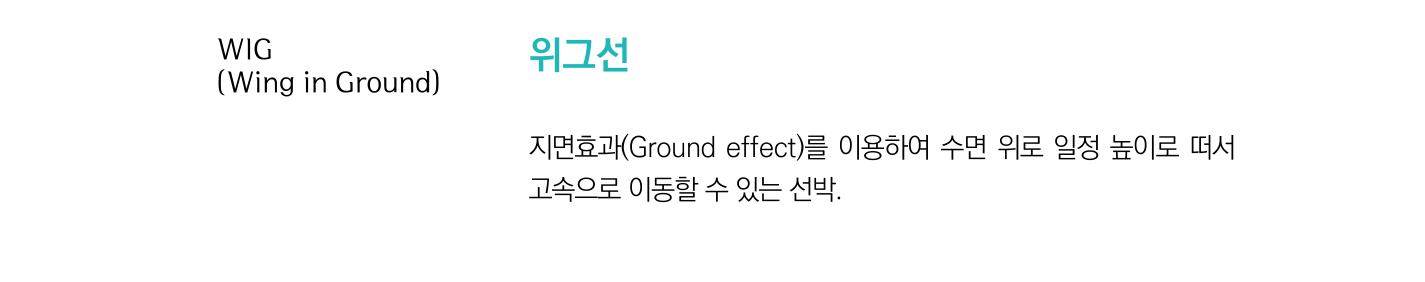 WIG
(Wing in Ground)
위그선
지면효과(Ground effect)를 이용하여 수면 위로 일정 높이로 떠서
고속으로 이동할 수 있는 선박.